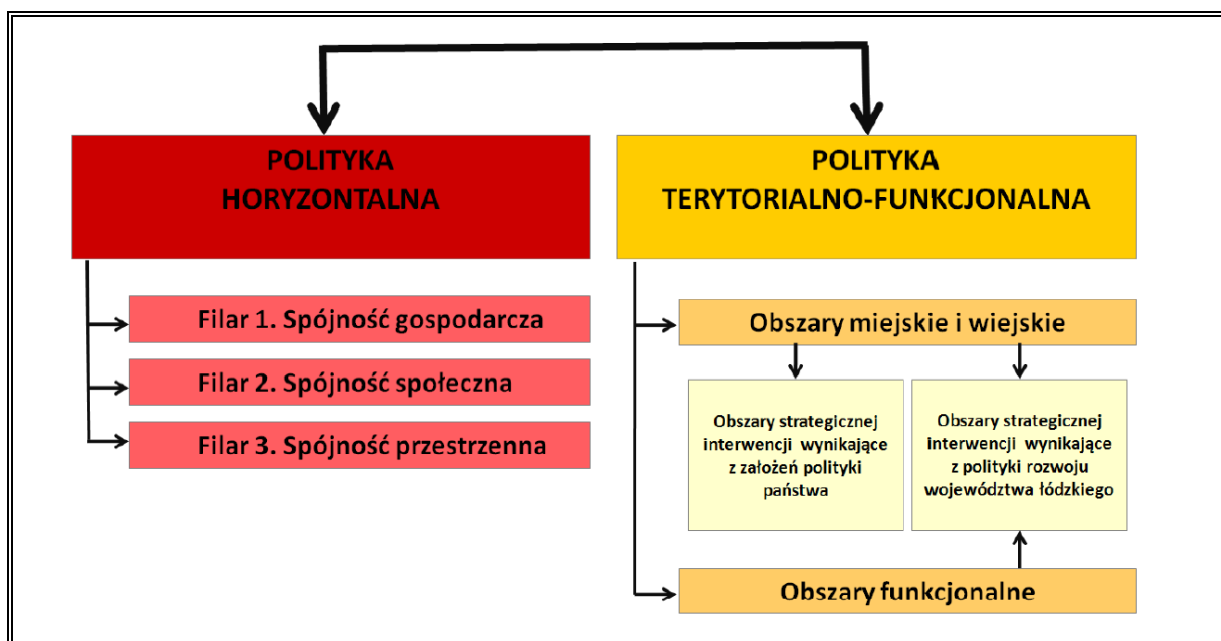 POLITYKA
HORYZONTALNA
Filar 1. Spójność gospodarcza
Filar 2. Spójność społeczna
Filar 3. Spójność przestrzenna
POLITYKA
TERYTORIALNO-FUNKCJONALNA
Obszary miejskie i wiejskie
Obszary strategicznej
interwencji wynikające
z założeń polityki
państwa
Obszary strategicznej
interwencji wynikające
z polityki rozwoju
województwa łódzkiego
Obszary funkcjonalne